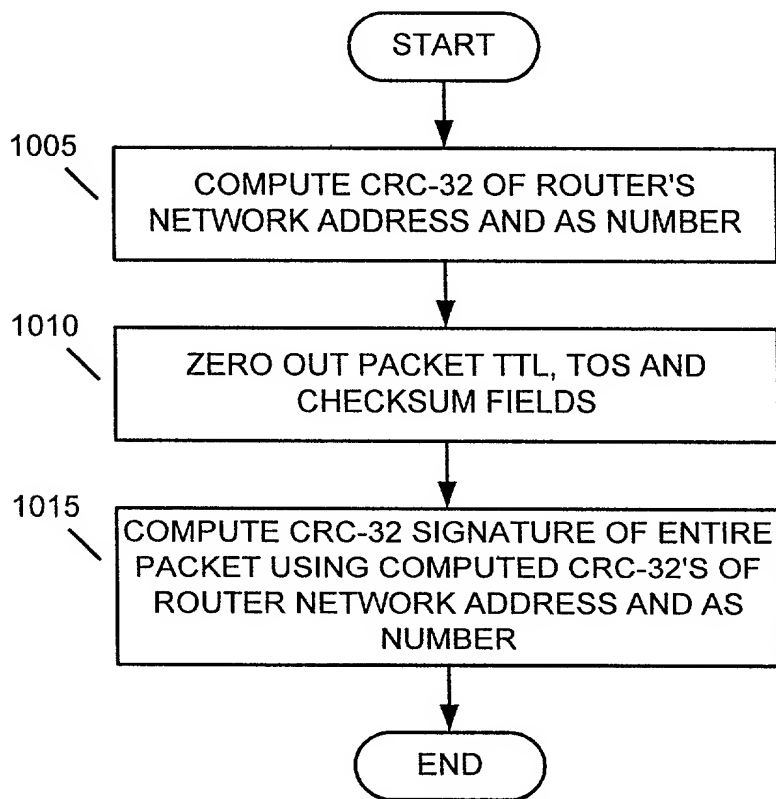 START
1005
COMPUTE CRC-32 OF ROUTER'S
NETWORK ADDRESS AND AS NUMBER
1010
ZERO OUT PACKET TTL, TOS AND
CHECKSUM FIELDS
1015
COMPUTE CRC-32 SIGNATURE OF ENTIRE
PACKET USING COMPUTED CRC-32'S OF
ROUTER NETWORK ADDRESS AND AS
NUMBER
END